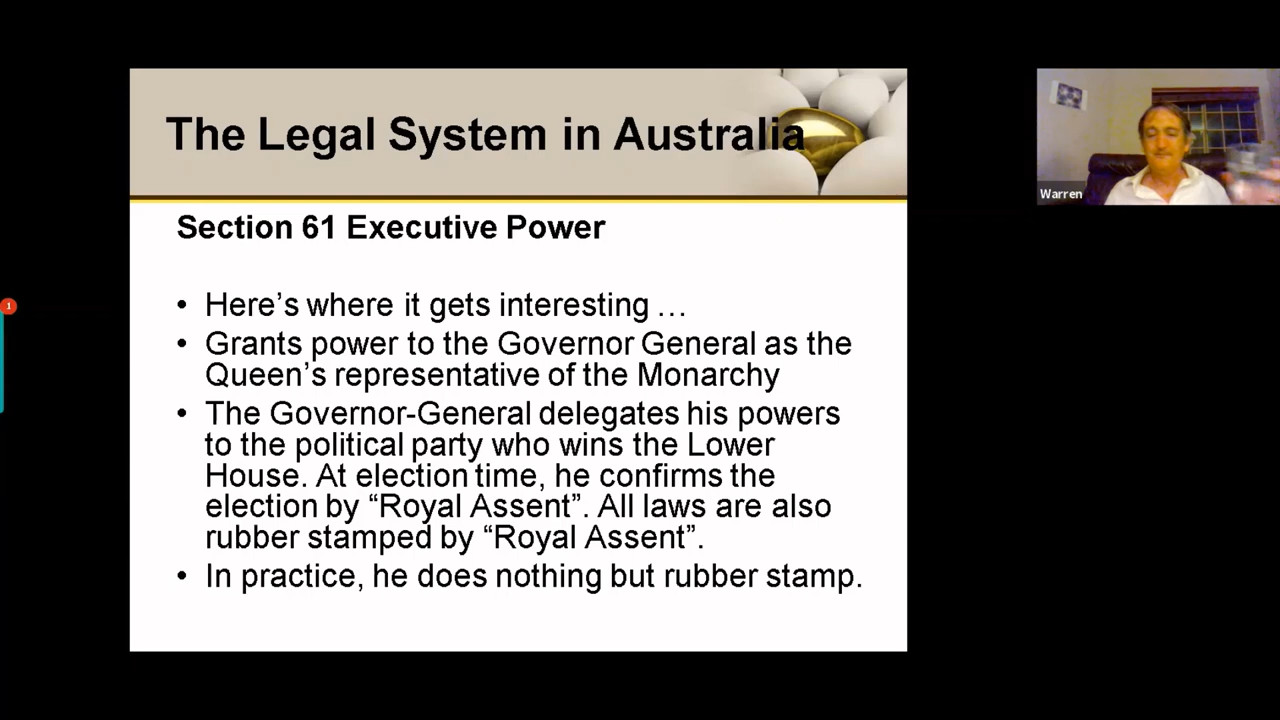 The Legal System in Australia
Section 61 Executive Power
• Here's where it gets interesting …
• Grants power to the Governor General as the
Queen's representative of the Monarchy
• The Governor-General delegates his powers
to the political party who wins the Lower
House. At election time, he confirms the
election by “Royal Assent”. All laws are also
rubber stamped by “Royal Assent”.
• In practice, he does nothing but rubber stamp.
Warren
1